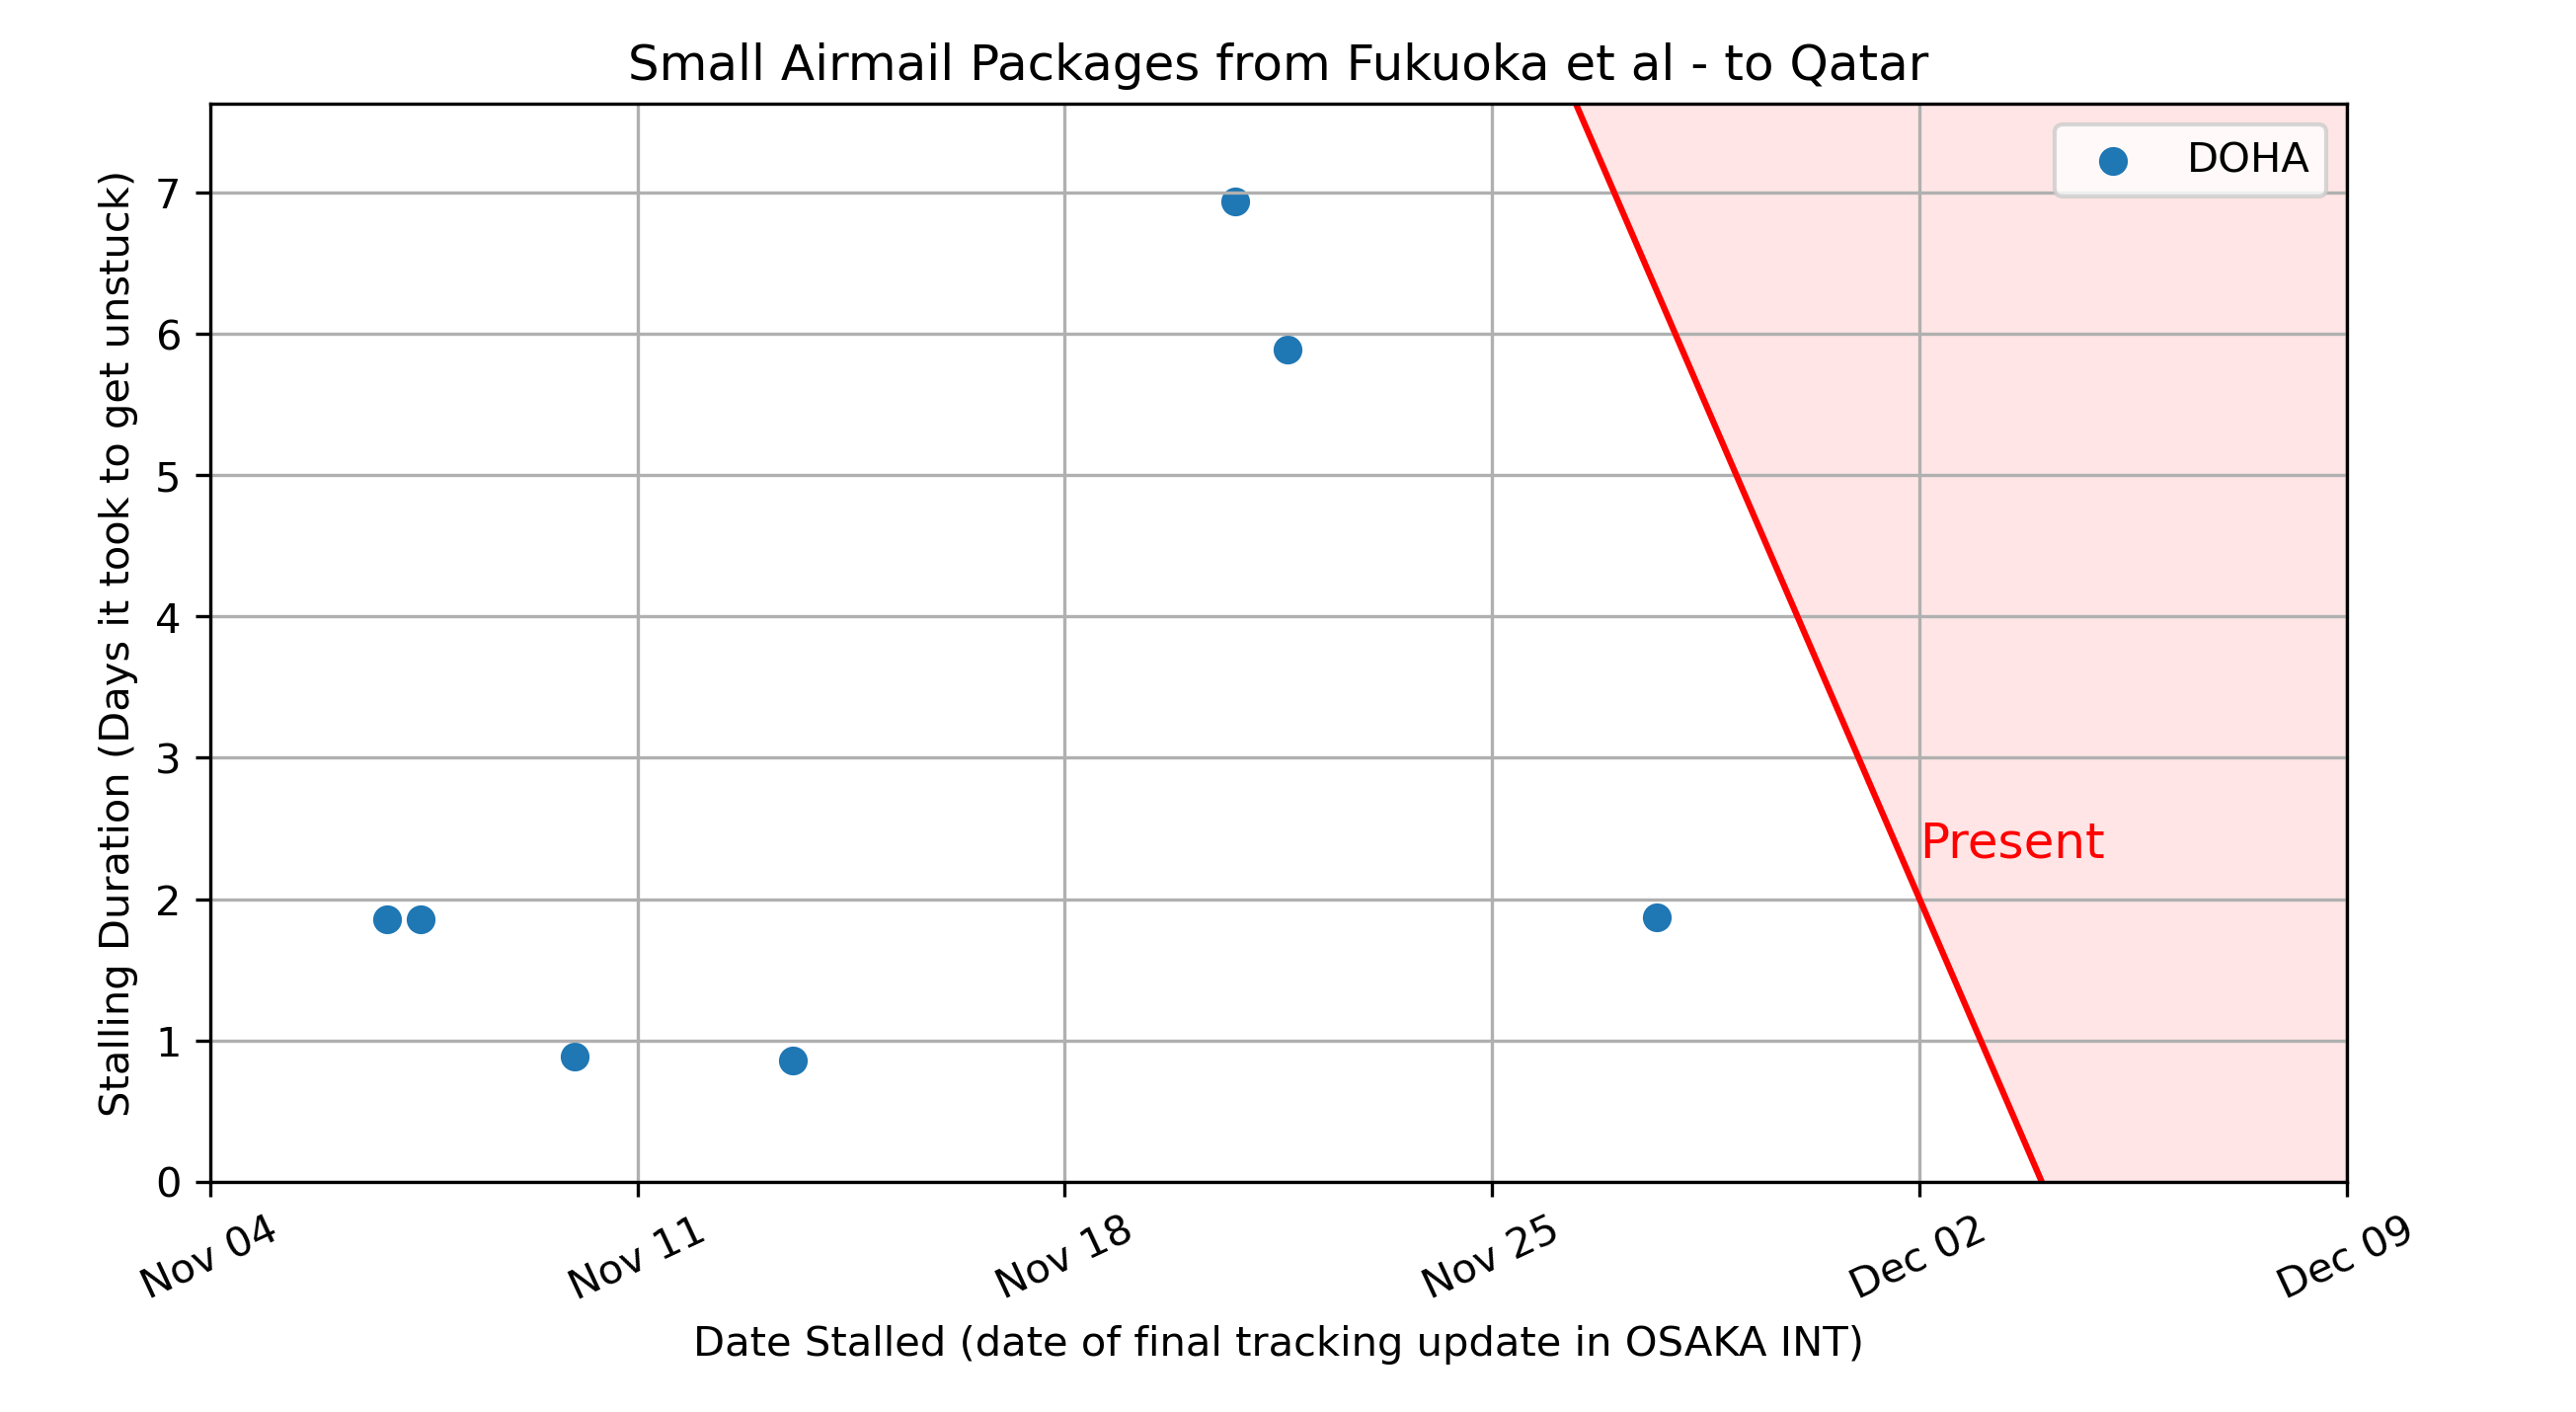 Small Airmail Packages from Fukuoka et al - to Qatar
DOHA
Stalling Duration (Days it took to get unstuck)
7
6
5
4
3
2
1
0
Present
Nov 04
Nov 11
Nov 18
Nov 25
Dec 02
Dec 09
Date Stalled (date of final tracking update in OSAKA INT)